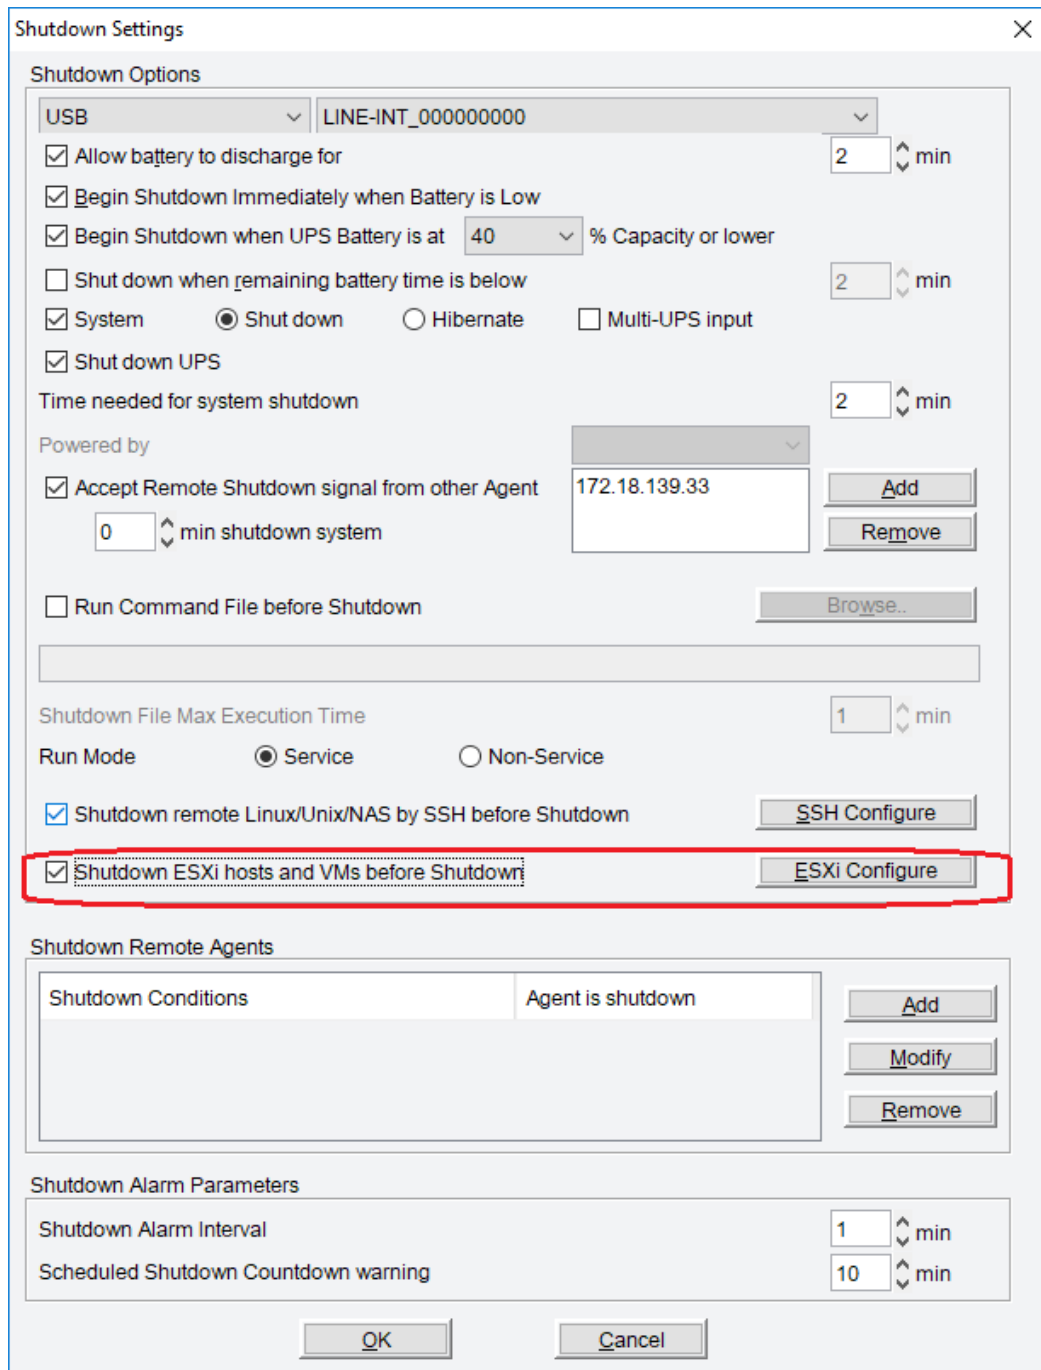 Shutdown Settings
Shutdown Options
USB LINE-INT_000000000
Allow battery to discharge for 2 min
Begin Shutdown Immediately when Battery is Low
Begin Shutdown when UPS Battery is at 40 % Capacity or lower
Shut down when remaining battery time is below 2 min
System Shut down Hibernate Multi-UPS input
Shut down UPS
Time needed for system shutdown 2 min
Powered by
Accept Remote Shutdown signal from other Agent 172.18.139.33 Add
0 min shutdown system Remove
Run Command File before Shutdown Browse..
Shutdown File Max Execution Time 1 min
Run Mode Service Non-Service
Shutdown remote Linux/Unix/NAS by SSH before Shutdown SSH Configure
Shutdown ESXi hosts and VMs before Shutdown ESXi Configure
Shutdown Remote Agents
Shutdown Conditions Agent is shutdown Add
Modify
Remove
Shutdown Alarm Parameters
Shutdown Alarm Interval 1 min
Scheduled Shutdown Countdown warning 10 min
OK Cancel